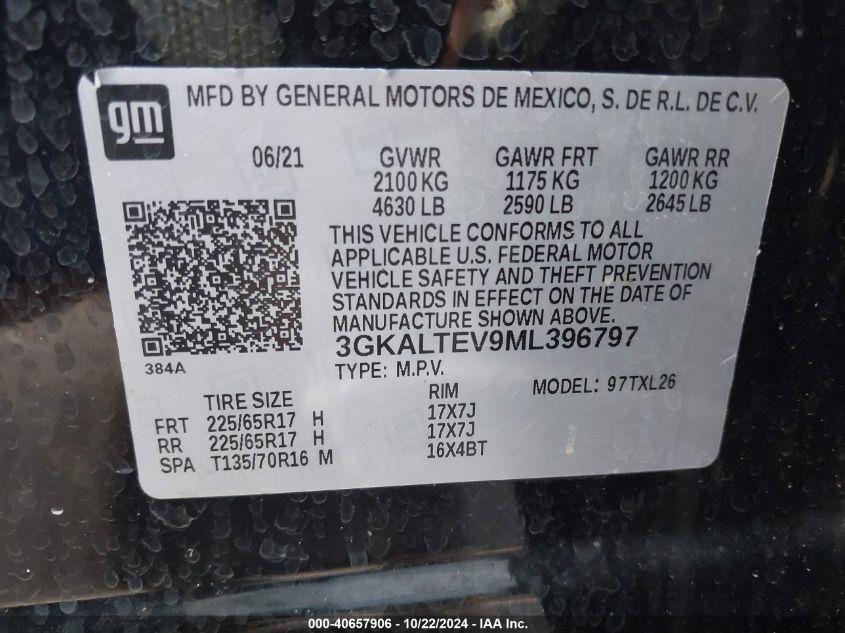 gm
MFD BY GENERAL MOTORS DE MEXICO, S. DE R.L. DE C.V.
06/21 GVWR GAWR FRT GAWR RR
2100 KG 1175 KG 1200 KG
4630 LB 2590 LB 2645 LB
THIS VEHICLE CONFORMS TO ALL
APPLICABLE U.S. FEDERAL MOTOR
VEHICLE SAFETY AND THEFT PREVENTION
STANDARDS IN EFFECT ON THE DATE OF
MANUFACTURE SHOWN ABOVE.
3GKALTEV9ML396797
384A
TYPE: M.P.V.
TIRE SIZE RIM MODEL: 97TXL26
FRT 225/65R17 H 17X7J
RR 225/65R17 H 17X7J
SPA T135/70R16 M 16X4BT
000-40657906 - 10/22/2024 - www.iaai.com